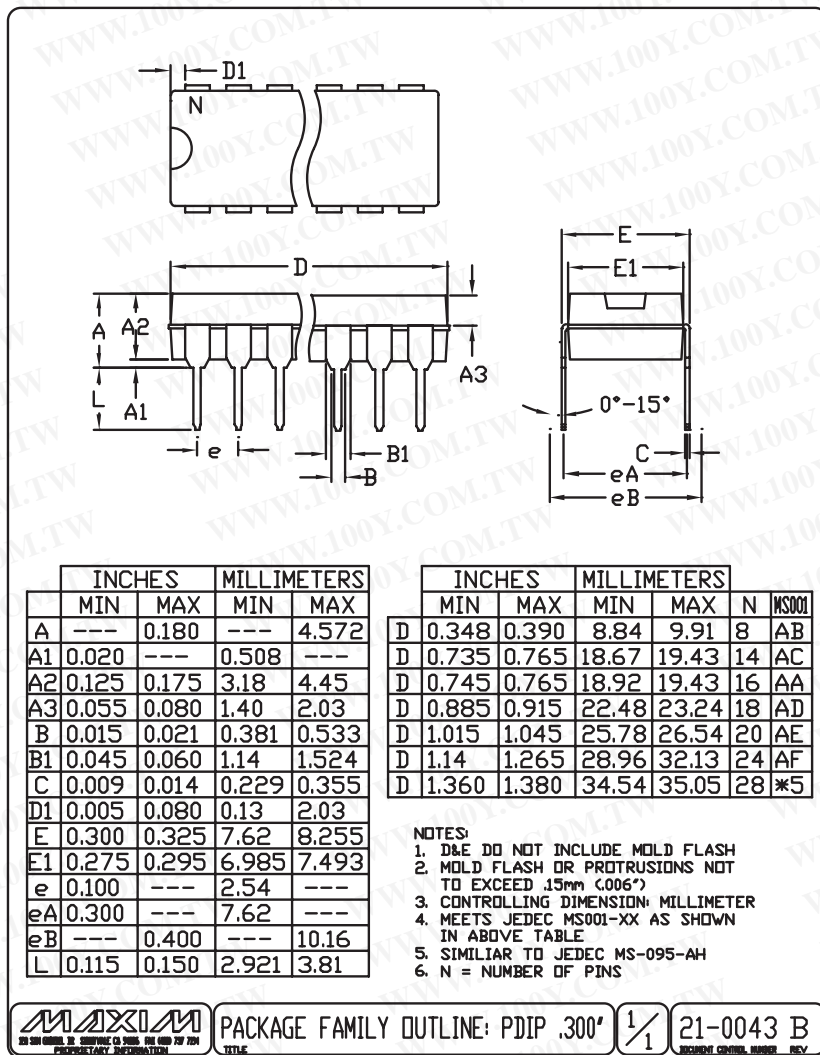 D1
N
D
E
E1
A
A2
A3
L
A1
0°-15°
e
B1
B
C
eA
eB
INCHES MILLIMETERS
MIN MAX MIN MAX
A --- 0.180 --- 4.572
A1 0.020 --- 0.508 ---
A2 0.125 0.175 3.18 4.45
A3 0.055 0.080 1.40 2.03
B 0.015 0.021 0.381 0.533
B1 0.045 0.060 1.14 1.524
C 0.009 0.014 0.229 0.355
D1 0.005 0.080 0.13 2.03
E 0.300 0.325 7.62 8.255
E1 0.275 0.295 6.985 7.493
e 0.100 --- 2.54 ---
eA 0.300 --- 7.62 ---
eB --- 0.400 --- 10.16
L 0.115 0.150 2.921 3.81
INCHES MILLIMETERS
MIN MAX MIN MAX N MS001
D 0.348 0.390 8.84 9.91 8 AB
D 0.735 0.765 18.67 19.43 14 AC
D 0.745 0.765 18.92 19.43 16 AA
D 0.885 0.915 22.48 23.24 18 AD
D 1.015 1.045 25.78 26.54 20 AE
D 1.14 1.265 28.96 32.13 24 AF
D 1.360 1.380 34.54 35.05 28 *5
NOTES:
1. D&E DO NOT INCLUDE MOLD FLASH
2. MOLD FLASH OR PROTRUSIONS NOT
TO EXCEED .15mm (.006")
3. CONTROLLING DIMENSION: MILLIMETER
4. MEETS JEDEC MS001-XX AS SHOWN
IN ABOVE TABLE
5. SIMILIAR TO JEDEC MS-095-AH
6. N = NUMBER OF PINS
MAXIM
PROPRIETARY INFORMATION
PACKAGE FAMILY OUTLINE: PDIP .300"
TITLE
1/1
21-0043 B
DOCUMENT CONTROL NUMBER REV
WWW.100Y.COM.TW